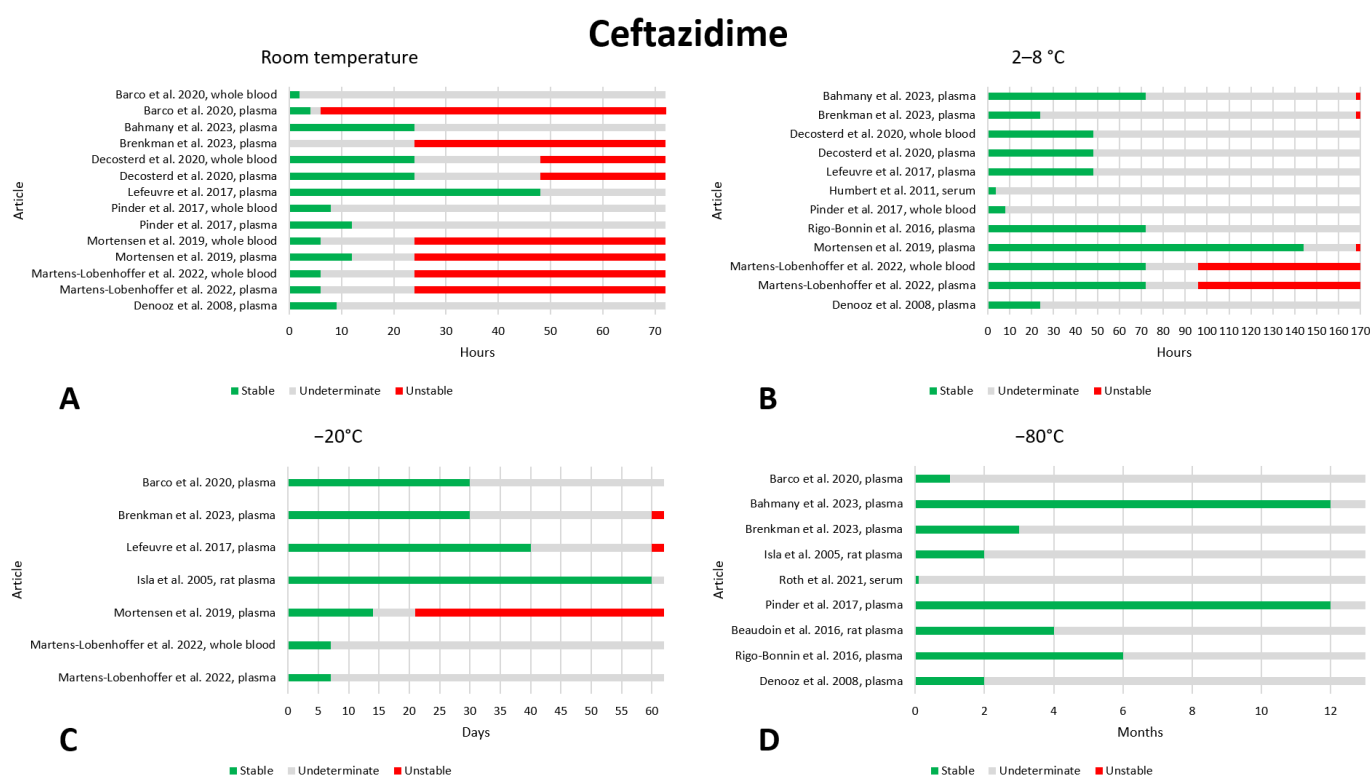 Ceftazidime
Room temperature
Article
Barco et al. 2020, whole blood
Barco et al. 2020, plasma
Bahmany et al. 2023, plasma
Brenkman et al. 2023, plasma
Decosterd et al. 2020, whole blood
Decosterd et al. 2020, plasma
Lefeuvre et al. 2017, plasma
Pinder et al. 2017, whole blood
Pinder et al. 2017, plasma
Mortensen et al. 2019, whole blood
Mortensen et al. 2019, plasma
Martens-Lobenhoffer et al. 2022, whole blood
Martens-Lobenhoffer et al. 2022, plasma
Denooz et al. 2008, plasma
0 10 20 30 40 50 60 70
Hours
Stable Undeterminate Unstable
A
2–8 °C
Article
Bahmany et al. 2023, plasma
Brenkman et al. 2023, plasma
Decosterd et al. 2020, whole blood
Decosterd et al. 2020, plasma
Lefeuvre et al. 2017, plasma
Humbert et al. 2011, serum
Pinder et al. 2017, whole blood
Rigo-Bonnin et al. 2016, plasma
Mortensen et al. 2019, plasma
Martens-Lobenhoffer et al. 2022, whole blood
Martens-Lobenhoffer et al. 2022, plasma
Denooz et al. 2008, plasma
0 10 20 30 40 50 60 70 80 90 100 110 120 130 140 150 160 170
Hours
Stable Undeterminate Unstable
B
−20°C
Article
Barco et al. 2020, plasma
Brenkman et al. 2023, plasma
Lefeuvre et al. 2017, plasma
Isla et al. 2005, rat plasma
Mortensen et al. 2019, plasma
Martens-Lobenhoffer et al. 2022, whole blood
Martens-Lobenhoffer et al. 2022, plasma
0 5 10 15 20 25 30 35 40 45 50 55 60
Days
C
Stable Undeterminate Unstable
−80°C
Article
Barco et al. 2020, plasma
Bahmany et al. 2023, plasma
Brenkman et al. 2023, plasma
Isla et al. 2005, rat plasma
Roth et al. 2021, serum
Pinder et al. 2017, plasma
Beaudoin et al. 2016, rat plasma
Rigo-Bonnin et al. 2016, plasma
Denooz et al. 2008, plasma
0 2 4 6 8 10 12
Months
D
Stable Undeterminate Unstable